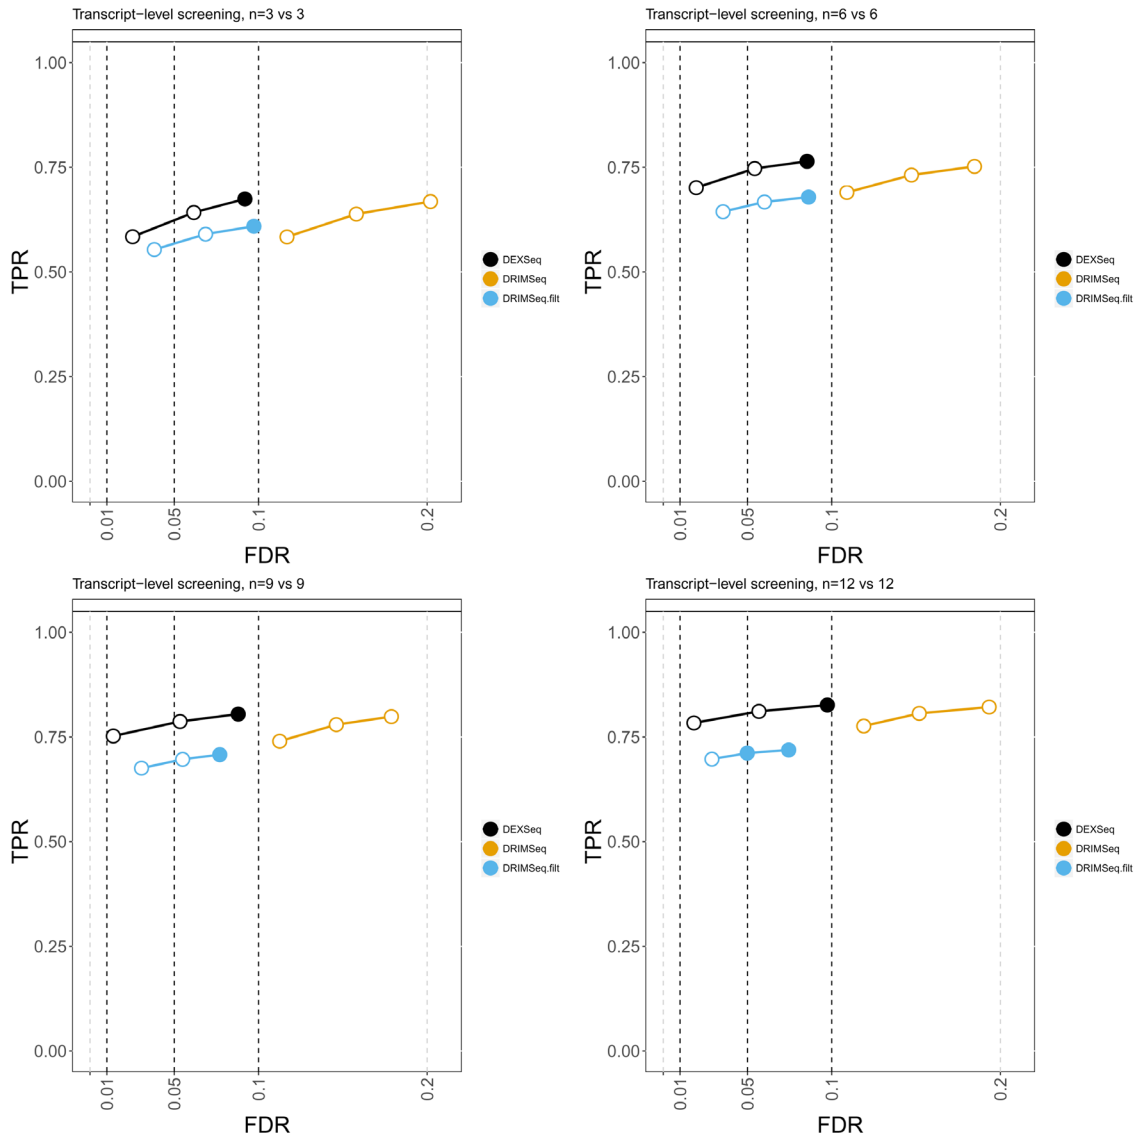 Transcript−level screening, n=3 vs 3
1.00
0.75
0.50
0.25
0.00
TPR
0.01
0.05
0.1
0.2
FDR
DEXSeq
DRIMSeq
DRIMSeq.filt
Transcript−level screening, n=6 vs 6
1.00
0.75
0.50
0.25
0.00
TPR
0.01
0.05
0.1
0.2
FDR
DEXSeq
DRIMSeq
DRIMSeq.filt
Transcript−level screening, n=9 vs 9
1.00
0.75
0.50
0.25
0.00
TPR
0.01
0.05
0.1
0.2
FDR
DEXSeq
DRIMSeq
DRIMSeq.filt
Transcript−level screening, n=12 vs 12
1.00
0.75
0.50
0.25
0.00
TPR
0.01
0.05
0.1
0.2
FDR
DEXSeq
DRIMSeq
DRIMSeq.filt